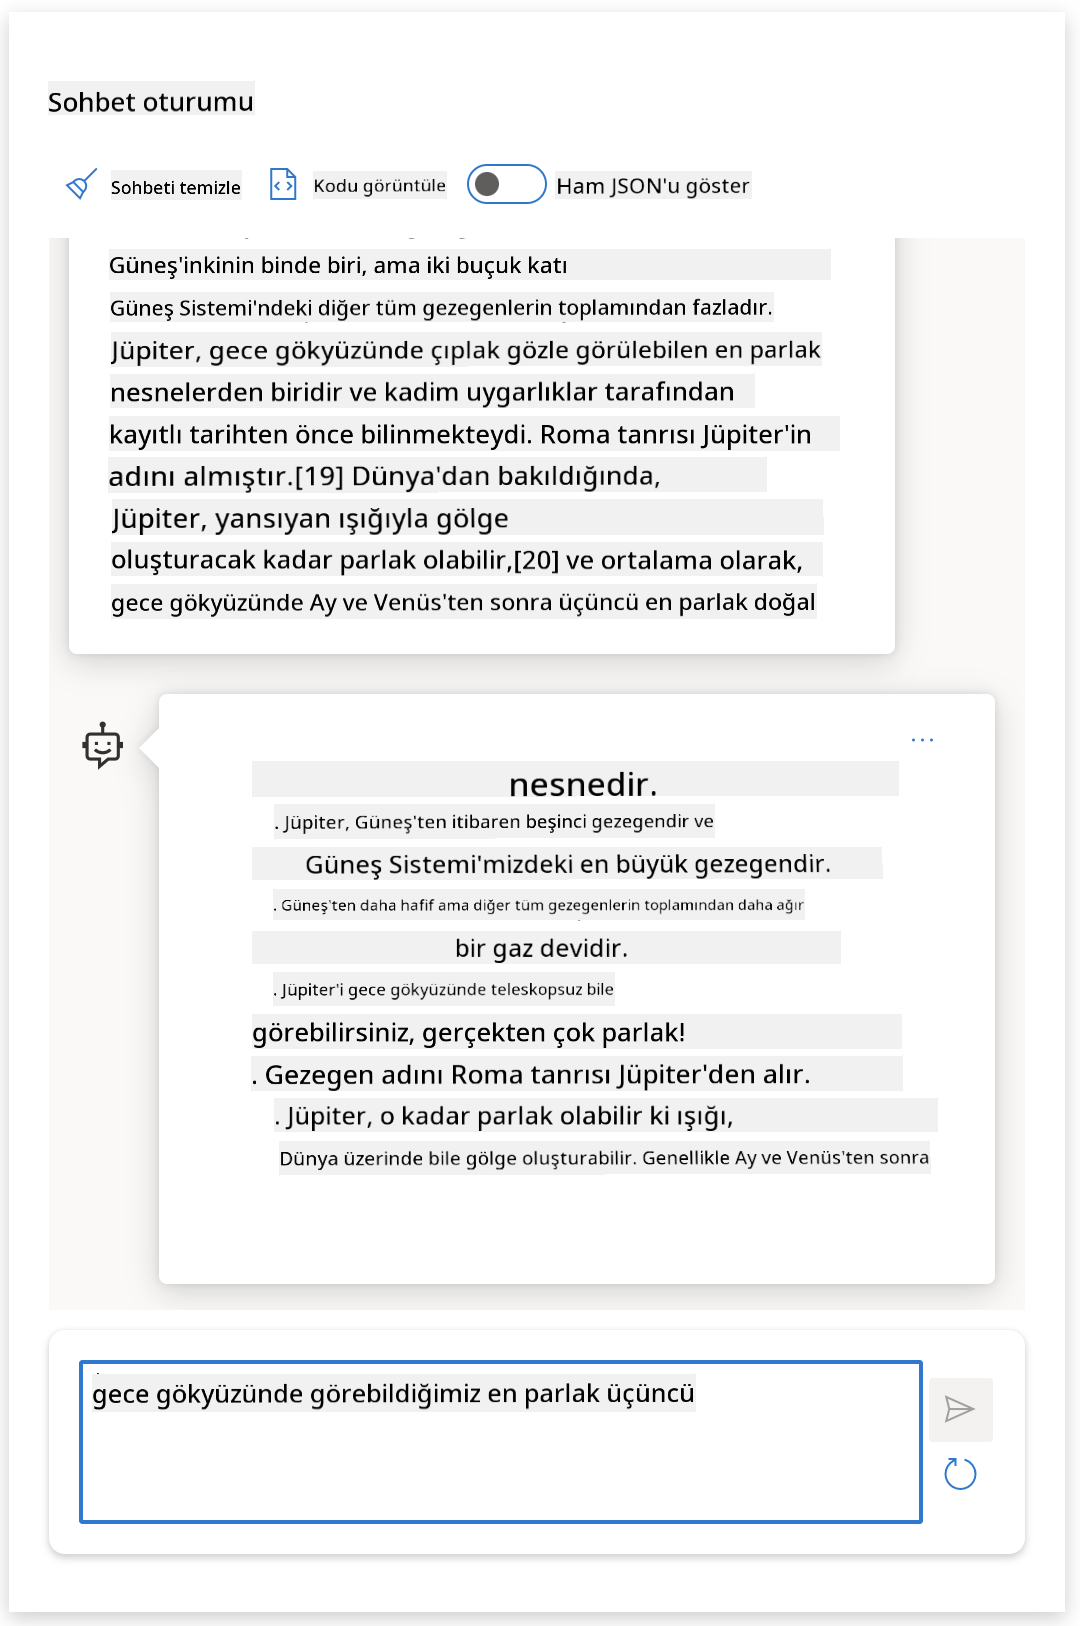 Sohbet oturumu
Sohbeti temizle
Kodu görüntüle
Ham JSON'u göster
Güneş'inkinin binde biri, ama iki buçuk katı
Güneş Sistemi'ndeki diğer tüm gezegenlerin toplamından fazladır.
Jüpiter, gece gökyüzünde çıplak gözle görülebilen en parlak
nesnelerden biridir ve kadim uygarlıklar tarafından
kayıtlı tarihten önce bilinmekteydi. Roma tanrısı Jüpiter'in
adını almıştır.[19] Dünya'dan bakıldığında,
Jüpiter, yansıyan ışığıyla gölge
oluşturacak kadar parlak olabilir,[20] ve ortalama olarak,
gece gökyüzünde Ay ve Venüs'ten sonra üçüncü en parlak doğal
...
nesnedir.
. Jüpiter, Güneş'ten itibaren beşinci gezegendir ve
Güneş Sistemi'mizdeki en büyük gezegendir.
. Güneş'ten daha hafif ama diğer tüm gezegenlerin toplamından daha ağır
bir gaz devidir.
. Jüpiter'i gece gökyüzünde teleskopsuz bile
görebilirsiniz, gerçekten çok parlak!
. Gezegen adını Roma tanrısı Jüpiter'den alır.
. Jüpiter, o kadar parlak olabilir ki ışığı,
Dünya üzerinde bile gölge oluşturabilir. Genellikle Ay ve Venüs'ten sonra
gece gökyüzünde görebildiğimiz en parlak üçüncü